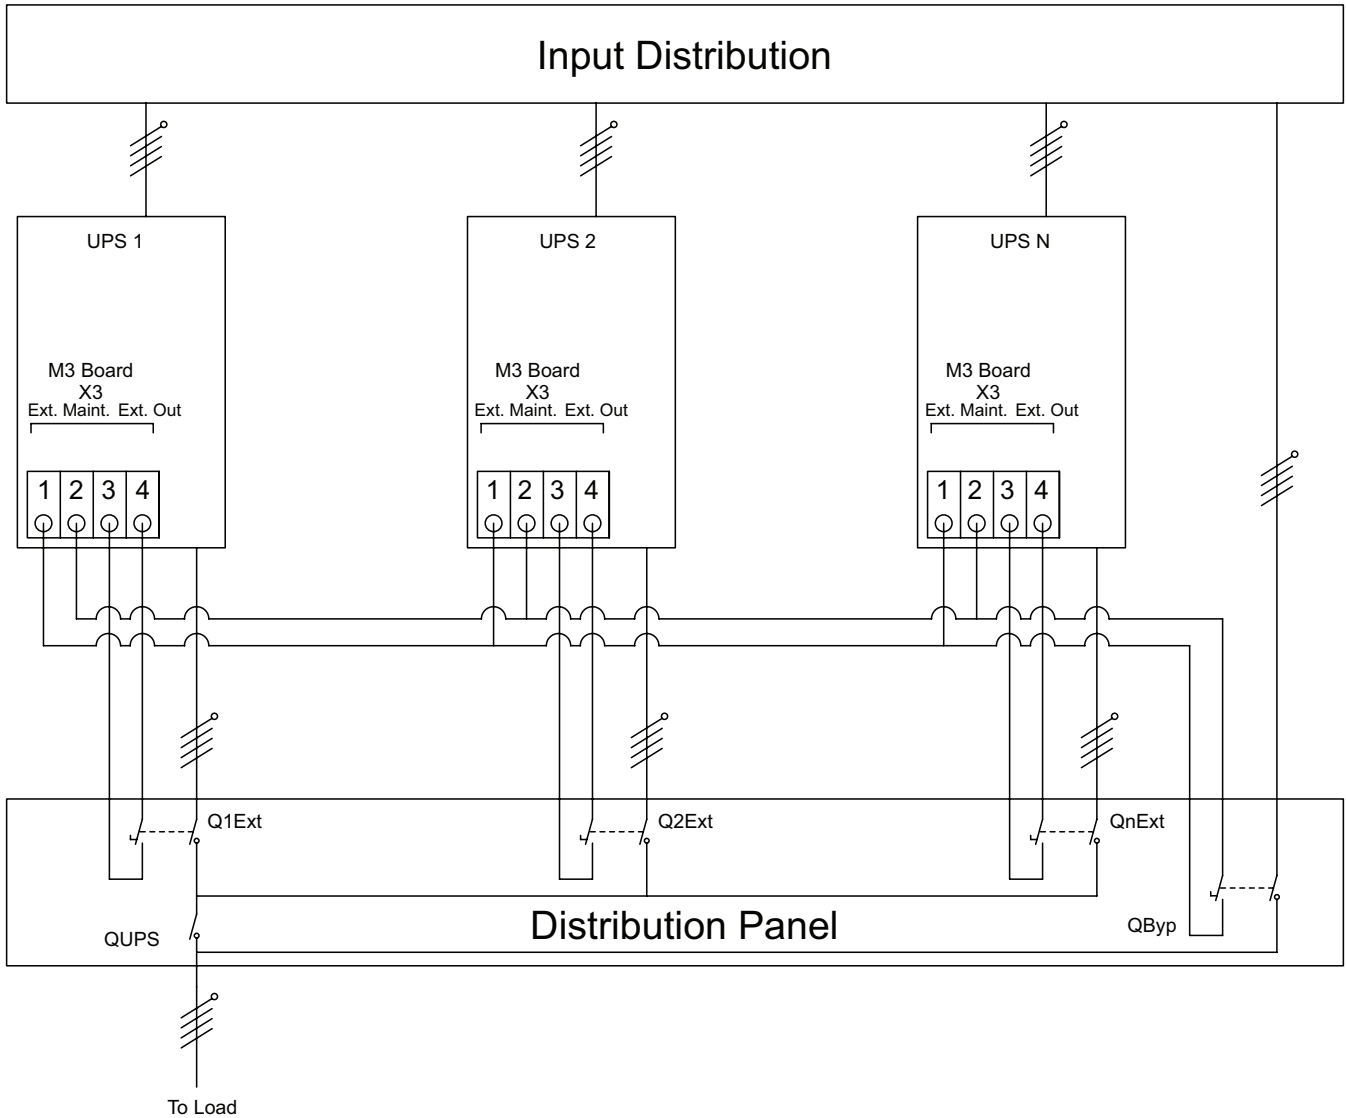 Input Distribution
UPS 1
UPS 2
UPS N
M3 Board
X3
Ext. Maint. Ext. Out
M3 Board
X3
Ext. Maint. Ext. Out
M3 Board
X3
Ext. Maint. Ext. Out
1 2 3 4
1 2 3 4
1 2 3 4
Q1Ext
Q2Ext
QnExt
QUPS
Distribution Panel
QByp
To Load